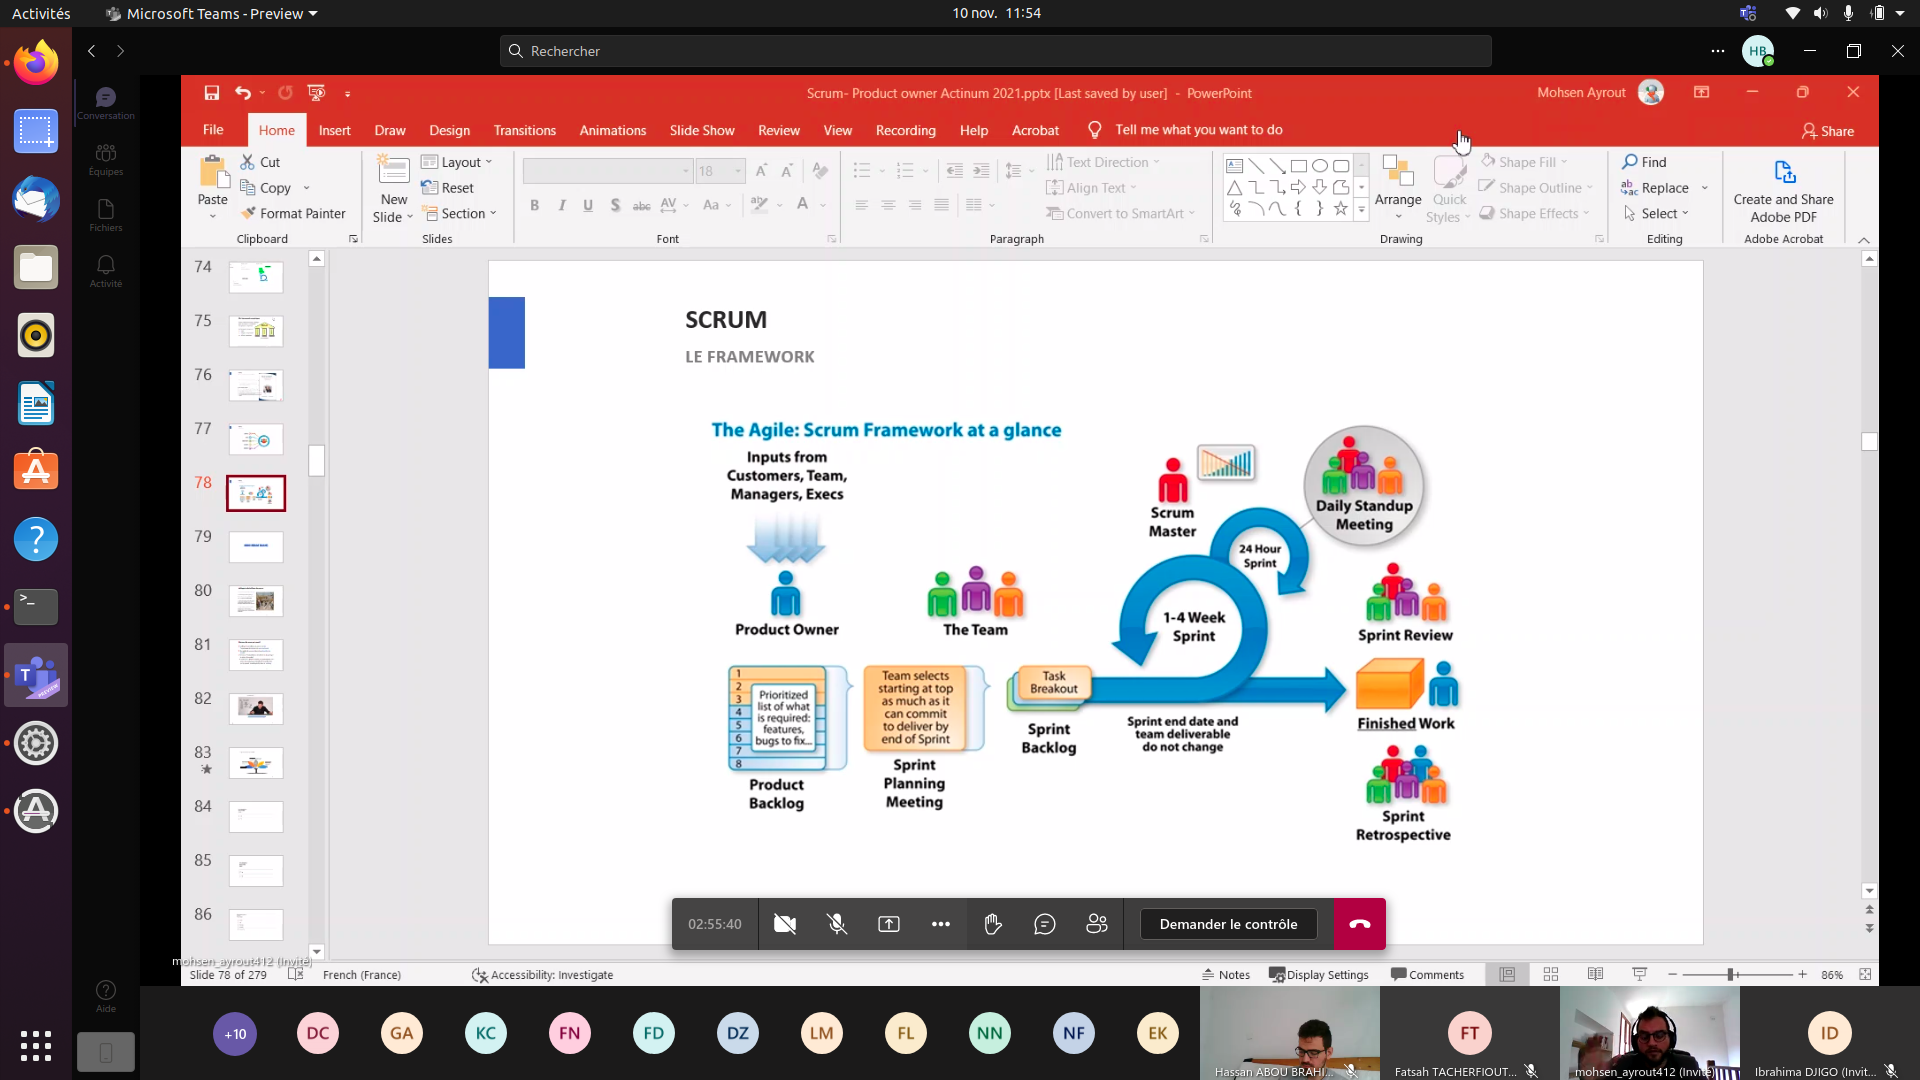 Activités
Microsoft Teams - Preview
10 nov. 11:54
Rechercher
HB
Conversation
Équipes
Fichiers
Activité
Aide
Scrum- Product owner Actinum 2021.pptx [Last saved by user] - PowerPoint
Mohsen Ayrout
File
Home
Insert
Draw
Design
Transitions
Animations
Slide Show
Review
View
Recording
Help
Acrobat
Tell me what you want to do
Share
Paste
Cut
Copy
Format Painter
Clipboard
New
Slide
Layout
Reset
Section
Slides
18
Font
Text Direction
Align Text
Convert to SmartArt
Paragraph
Arrange
Quick
Styles
Shape Fill
Shape Outline
Shape Effects
Drawing
Find
Replace
Select
Editing
Create and Share
Adobe PDF
Adobe Acrobat
74
75
76
77
78
79
80
81
82
83
84
85
86
SCRUM
LE FRAMEWORK
The Agile: Scrum Framework at a glance
Inputs from
Customers, Team,
Managers, Execs
Product Owner
The Team
Scrum
Master
Daily Standup
Meeting
24 Hour
Sprint
1-4 Week
Sprint
Sprint Review
1
2
3
4
5
6
7
8
Prioritized
list of what
is required:
features,
bugs to fix...
Product
Backlog
Team selects
starting at top
as much as it
can commit
to deliver by
end of Sprint
Sprint
Planning
Meeting
Task
Breakout
Sprint
Backlog
Sprint end date and
team deliverable
do not change
Finished Work
Sprint
Retrospective
02:55:40
Demander le contrôle
mohsen_ayrout412 (Invité)
Slide 78 of 279
French (France)
Accessibility: Investigate
Notes
Display Settings
Comments
86%
+10
DC
GA
KC
FN
FD
DZ
LM
FL
NN
NF
EK
Hassan ABOU BRAHI...
FT
Fatsah TACHERFIOUT...
mohsen_ayrout412 (Invité)
ID
Ibrahima DJIGO (Invit...